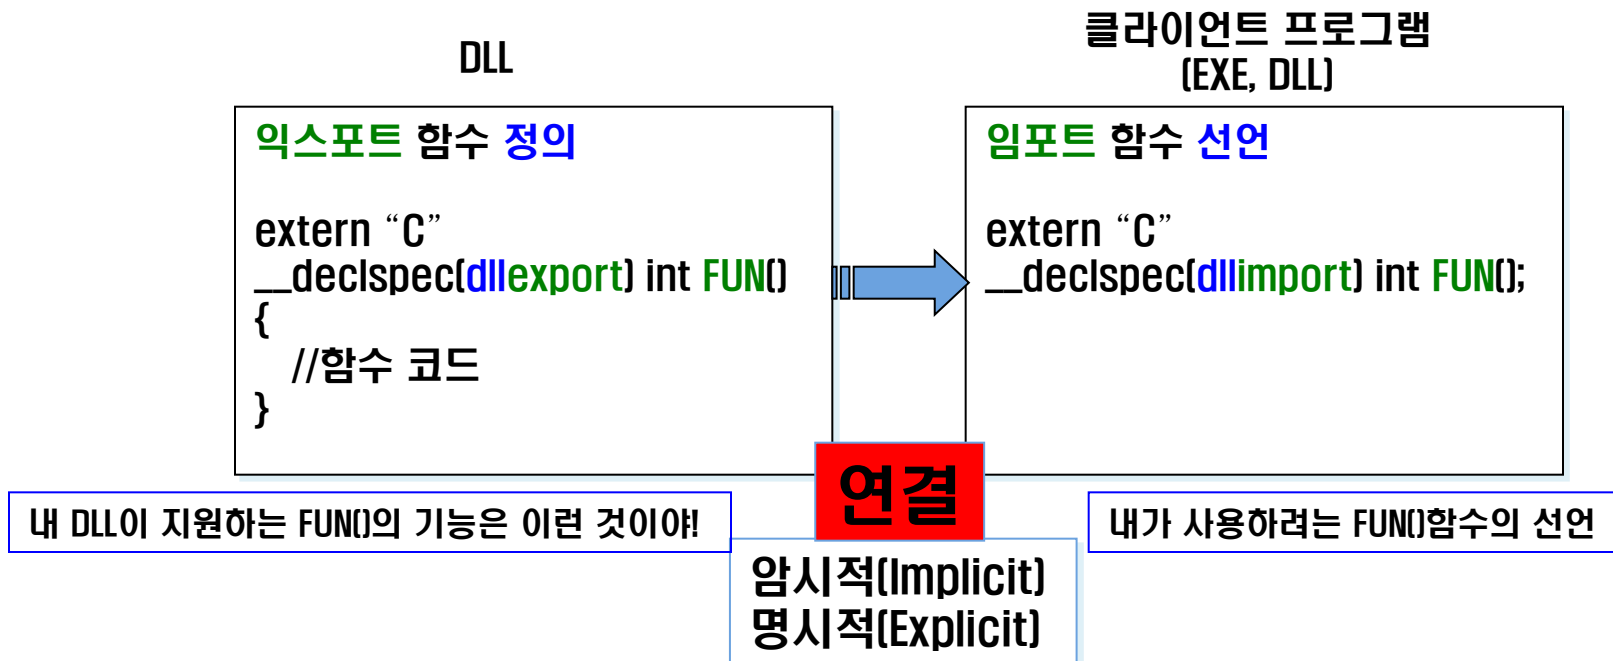 DLL
클라이언트 프로그램
(EXE, DLL)
익스포트 함수 정의
extern “C”
__declspec(dllexport) int FUN()
{
//함수 코드
}
임포트 함수 선언
extern “C”
__declspec(dllimport) int FUN();
연결
내 DLL이 지원하는 FUN()의 기능은 이런 것이야!
내가 사용하려는 FUN()함수의 선언
암시적(Implicit)
명시적(Explicit)